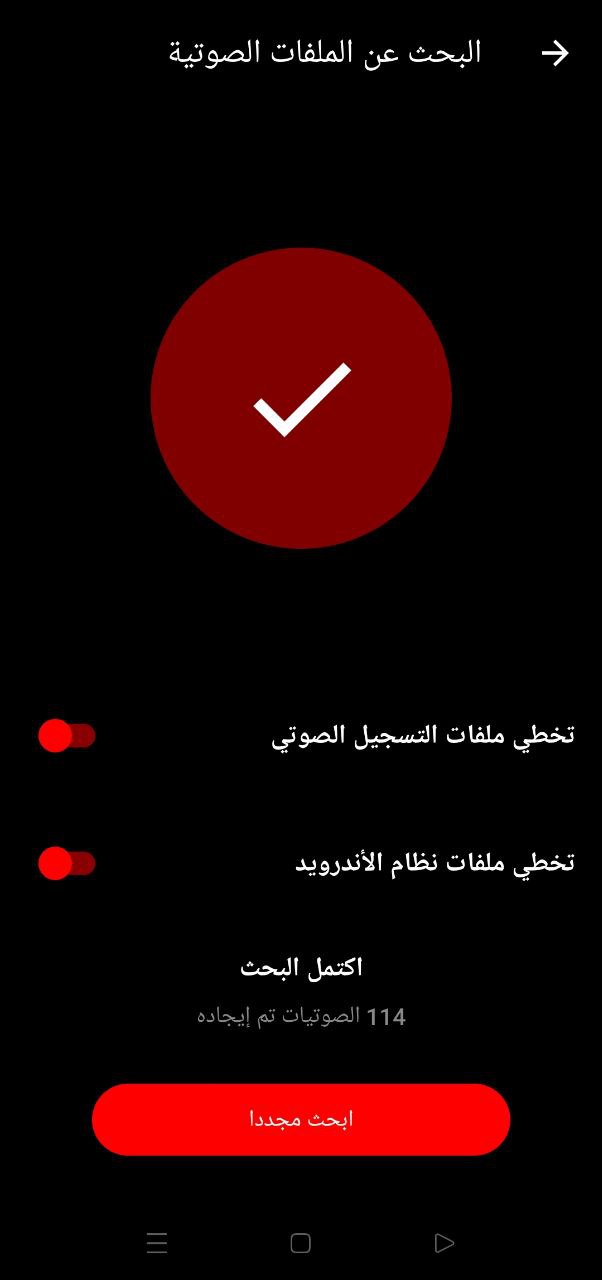 البحث عن الملفات الصوتية
تخطي ملفات التسجيل الصوتي
تخطي ملفات نظام الأندرويد
اكتمل البحث
114 الصوتيات تم إيجاده
ابحث مجددا